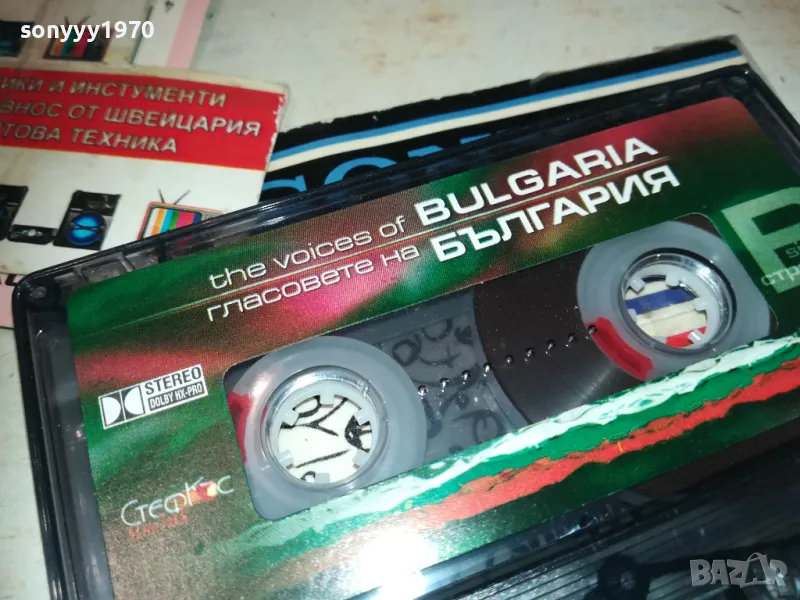 sonyyy1970
ИКИ И ИНСТУМЕНТИ
ВНОС ОТ ШВЕЙЦАРИЯ
ТОВА ТЕХНИКА
the voices of BULGARIA
гласовете на БЪЛГАРИЯ
B
STEREO
DOLBY HX-PRO
СтефКос
BAZAR